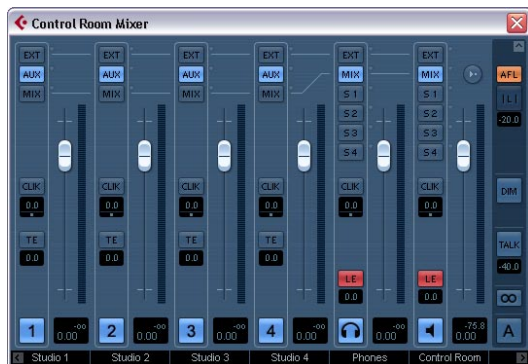 Control Room Mixer
EXT EXT EXT EXT EXT EXT
AUX AUX AUX AUX MIX MIX AFL
MIX MIX MIX MIX S 1 S 1 |L|
S 2 S 2 -20.0
S 3 S 3
S 4 S 4
CLIK CLIK CLIK CLIK CLIK CLIK DIM
0.0 0.0 0.0 0.0 0.0 0.0
TE TE TE TE TALK
0.0 0.0 0.0 0.0 -40.0
LE LE
0.0 0.0
-oo -oo -oo -oo -oo -75.8
1 0.00 2 0.00 3 0.00 4 0.00 0.00 0.00 A
Studio 1 Studio 2 Studio 3 Studio 4 Phones Control Room